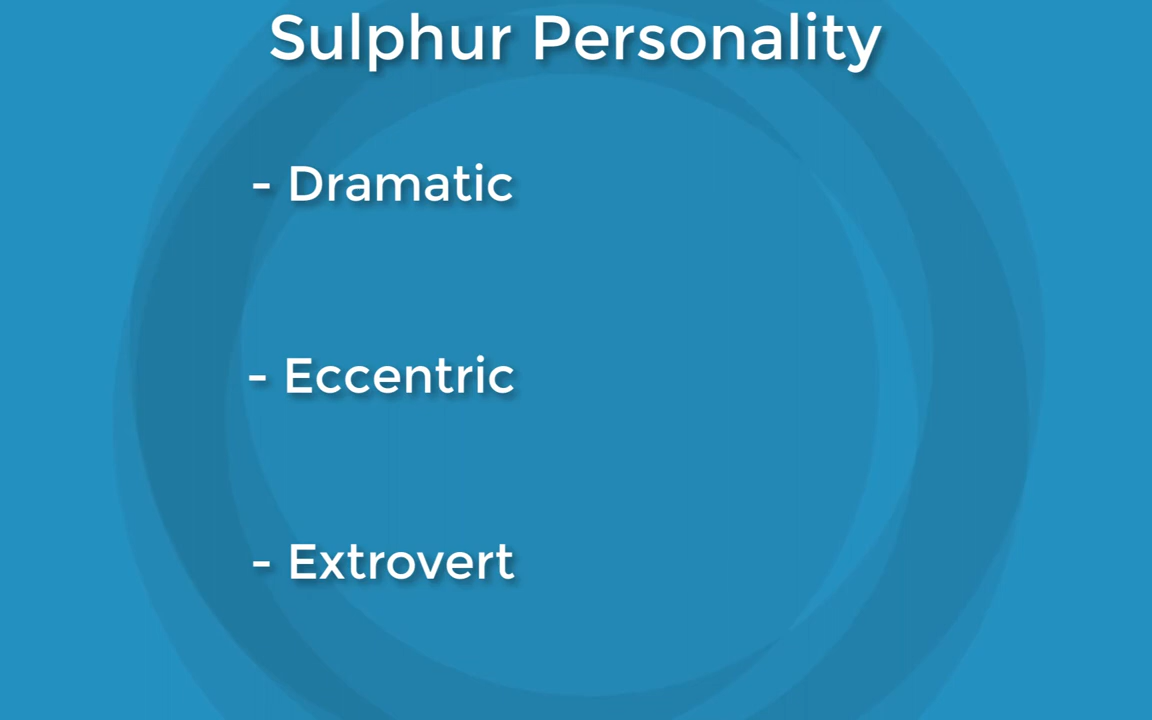 Sulphur Personality
- Dramatic
- Eccentric
- Extrovert